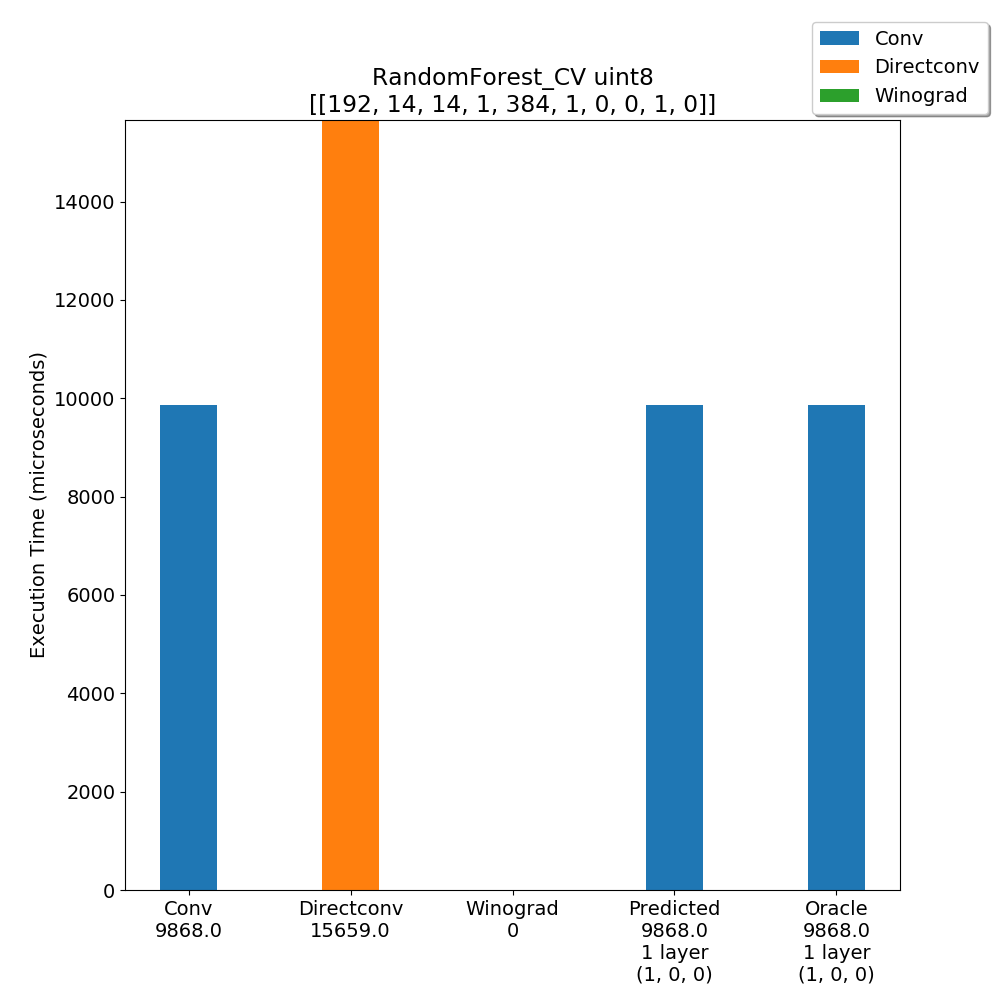 Conv
Directconv
Winograd
RandomForest_CV uint8
[[192, 14, 14, 1, 384, 1, 0, 0, 1, 0]]
Execution Time (microseconds)
14000
12000
10000
8000
6000
4000
2000
0
Conv
9868.0
Directconv
15659.0
Winograd
0
Predicted
9868.0
1 layer
(1, 0, 0)
Oracle
9868.0
1 layer
(1, 0, 0)